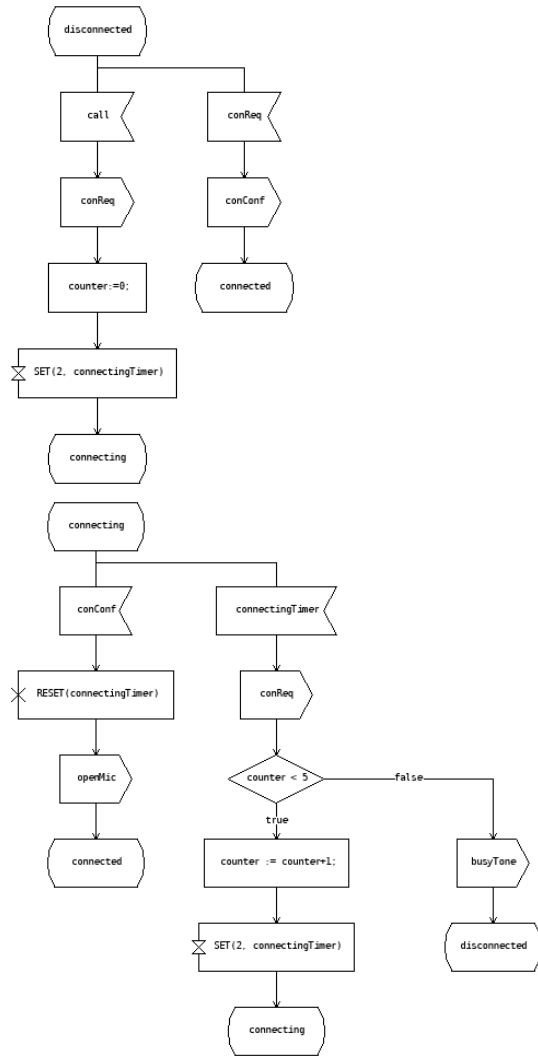 disconnected
call
conReq
conReq
conConf
counter:=0;
connected
SET(2, connectingTimer)
connecting
connecting
conConf
connectingTimer
RESET(connectingTimer)
conReq
openMic
counter < 5
false
true
connected
counter := counter+1;
busyTone
SET(2, connectingTimer)
disconnected
connecting